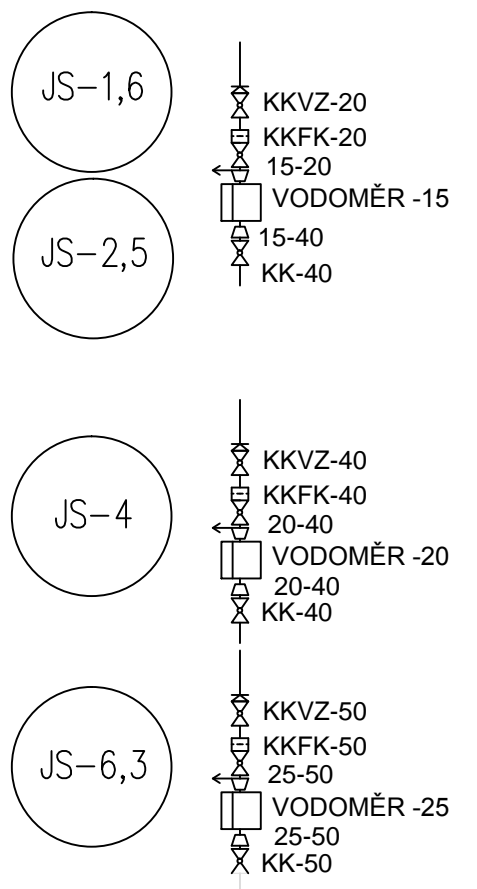 JS-1,6
KKVZ-20
KKFK-20
15-20
VODOMĚR -15
JS-2,5
15-40
KK-40
JS-4
KKVZ-40
KKFK-40
20-40
VODOMĚR -20
20-40
KK-40
JS-6,3
KKVZ-50
KKFK-50
25-50
VODOMĚR -25
25-50
KK-50